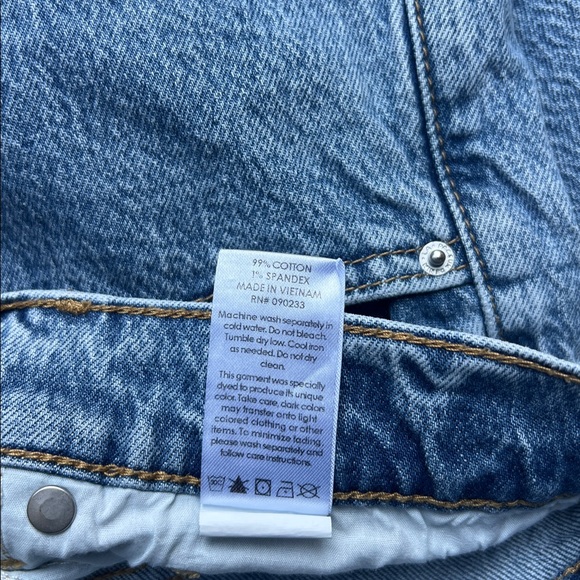 99% COTTON
1% SPANDEX
MADE IN VIETNAM
RN# 090233
Machine wash separately in
cold water. Do not bleach.
Tumble dry low. Cool iron
as needed. Do not dry
clean.
This garment was specially
dyed to produce its unique
color. Take care, dark colors
may transfer onto light
colored clothing or other
materials. To minimize fading
please wash separately and
follow care instructions.